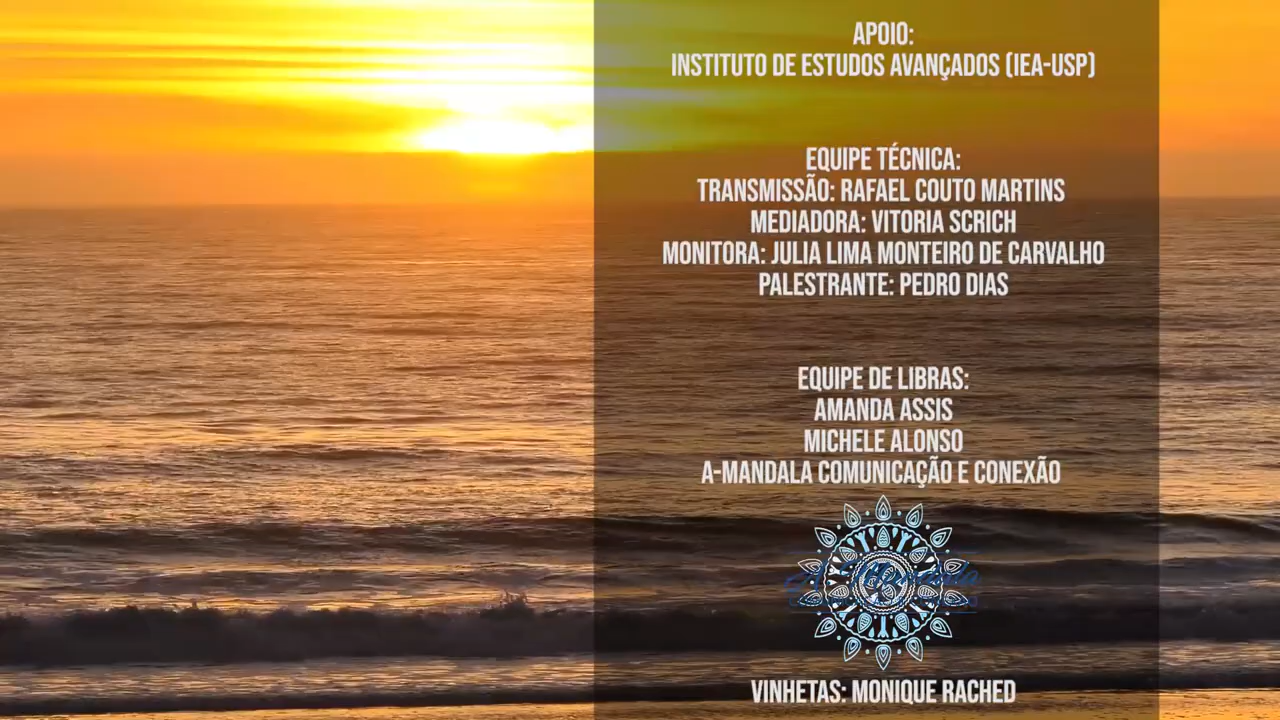 APOIO:
INSTITUTO DE ESTUDOS AVANÇADOS (IEA-USP)
EQUIPE TÉCNICA:
TRANSMISSÃO: RAFAEL COUTO MARTINS
MEDIADORA: VITORIA SCRICH
MONITORA: JULIA LIMA MONTEIRO DE CARVALHO
PALESTRANTE: PEDRO DIAS
EQUIPE DE LIBRAS:
AMANDA ASSIS
MICHELE ALONSO
A-MANDALA COMUNICAÇÃO E CONEXÃO
VINHETAS: MONIQUE RACHED